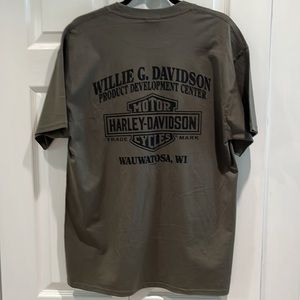 WILLIE G. DAVIDSON
PRODUCT DEVELOPMENT CENTER
MOTOR
HARLEY-DAVIDSON
TRADE MARK
CYCLES
WAUWATOSA, WI